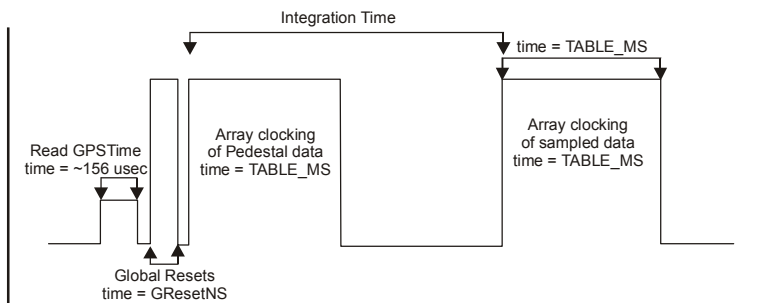 Integration Time
time = TABLE_MS
Read GPSTime
time = ~156 usec
Array clocking
of Pedestal data
time = TABLE_MS
Array clocking
of sampled data
time = TABLE_MS
Global Resets
time = GResetNS